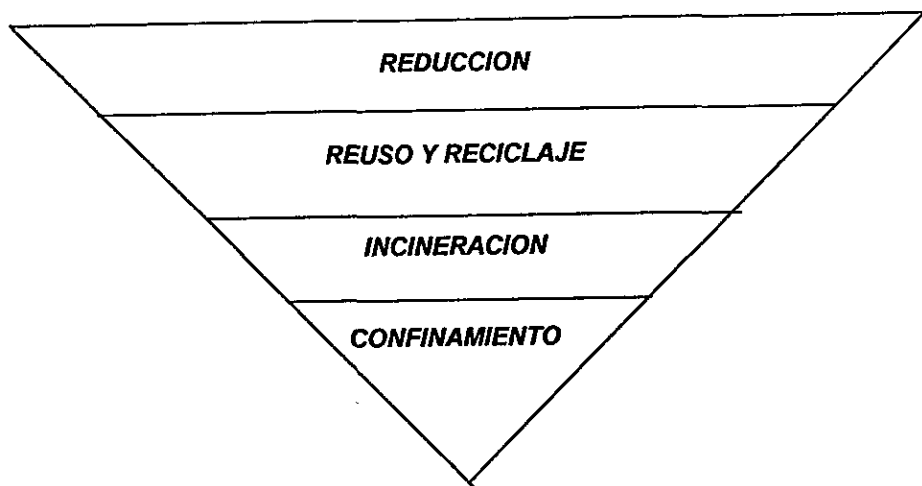 REDUCCION
REUSO Y RECICLAJE
INCINERACION
CONFINAMIENTO